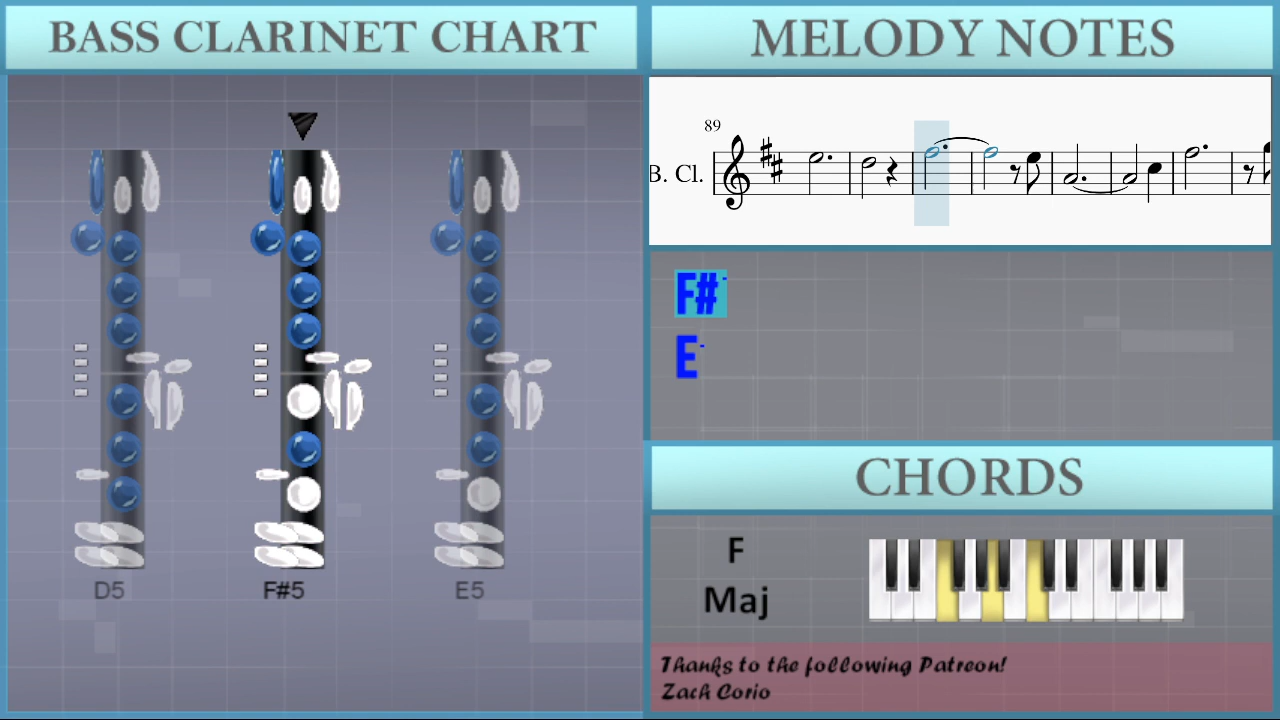 BASS CLARINET CHART
D5
F#5
E5
MELODY NOTES
89
B. Cl.
F#
E
CHORDS
F
Maj
Thanks to the following Patreon!
Zach Corio